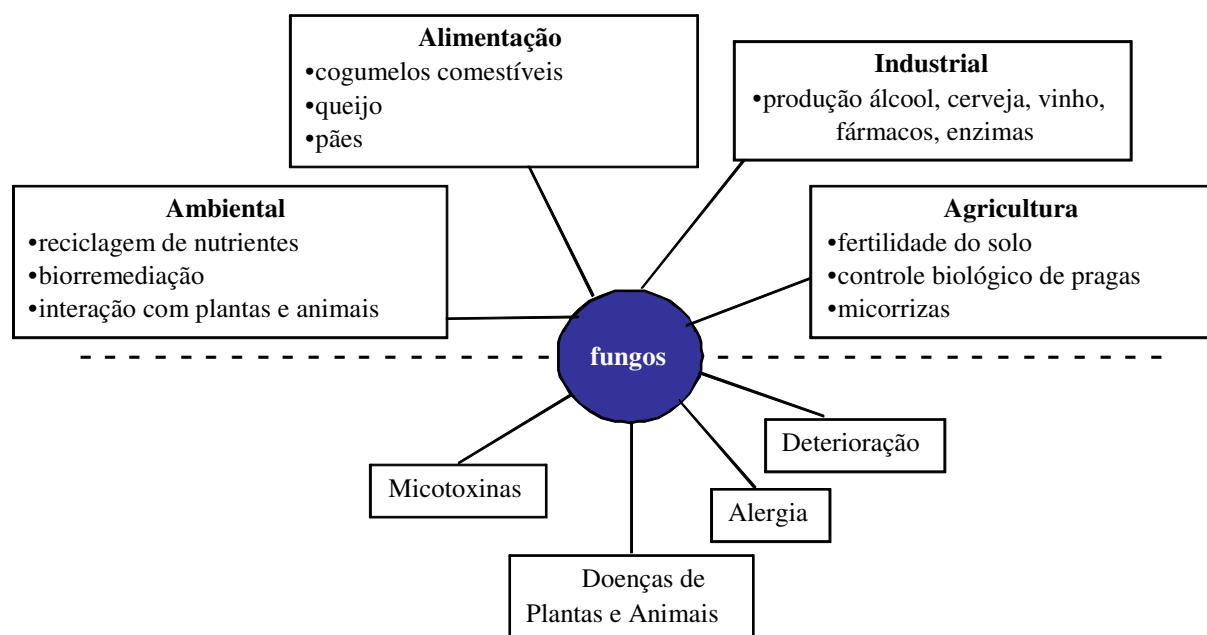 Alimentação
•cogumelos comestíveis
•queijo
•pães
Industrial
•produção álcool, cerveja, vinho,
fármacos, enzimas
Ambiental
•reciclagem de nutrientes
•biorremediação
•interação com plantas e animais
Agricultura
•fertilidade do solo
•controle biológico de pragas
•micorrizas
fungos
Deterioração
Micotoxinas
Alergia
Doenças de
Plantas e Animais